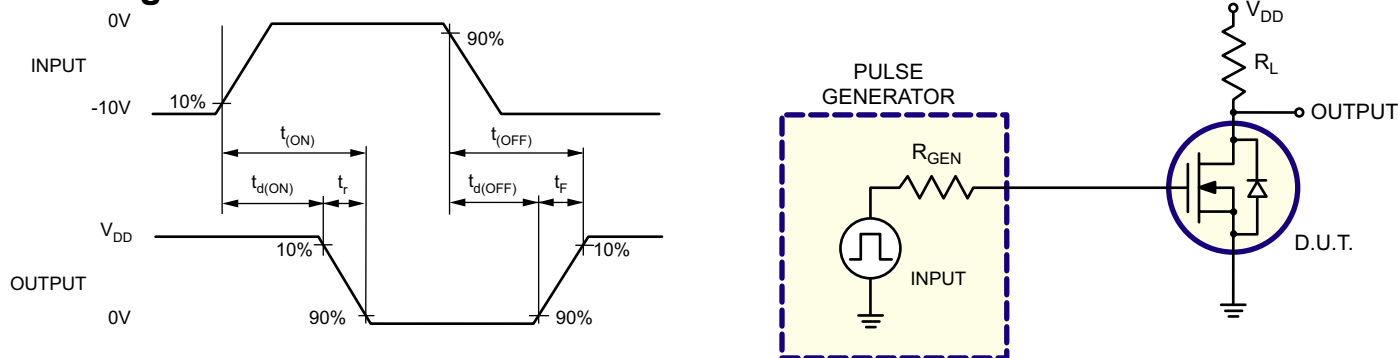 0V
INPUT
-10V
10%
90%
t(ON)
t(OFF)
td(ON)
tr
td(OFF)
tF
VDD
10%
10%
OUTPUT
0V
90%
90%
PULSE
GENERATOR
RGEN
INPUT
VDD
RL
OUTPUT
D.U.T.